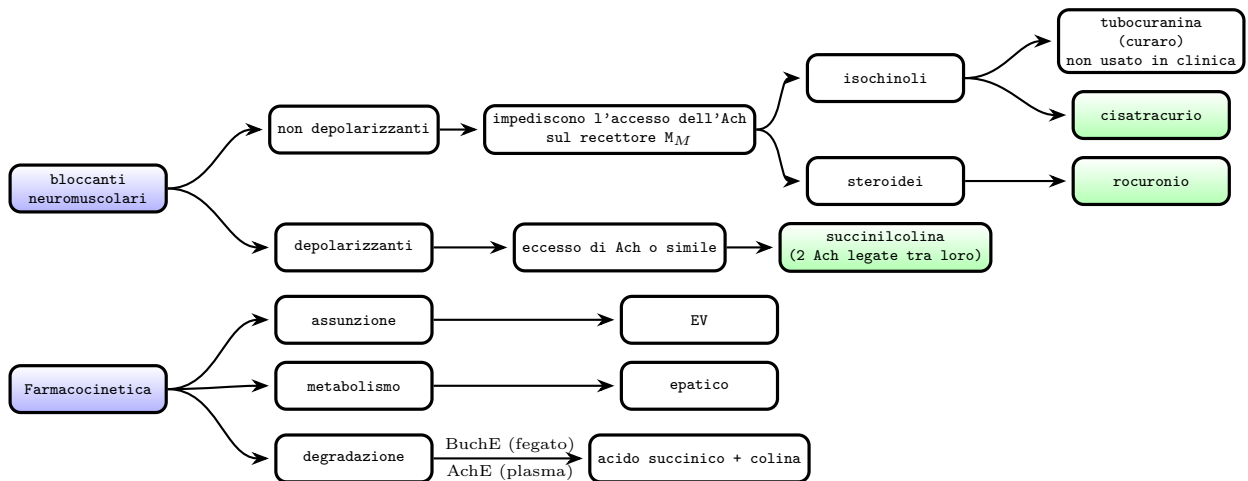 bloccanti
neuromuscolari
non depolarizzanti
impediscono l'accesso dell'Ach
sul recettore M_M
isochinoli
tubocuranina
(curaro)
non usato in clinica
cisatracurio
steroidei
rocuronio
depolarizzanti
eccesso di Ach o simile
succinilcolina
(2 Ach legate tra loro)
Farmacocinetica
assunzione
EV
metabolismo
epatico
degradazione
BuchE (fegato)
AchE (plasma)
acido succinico + colina